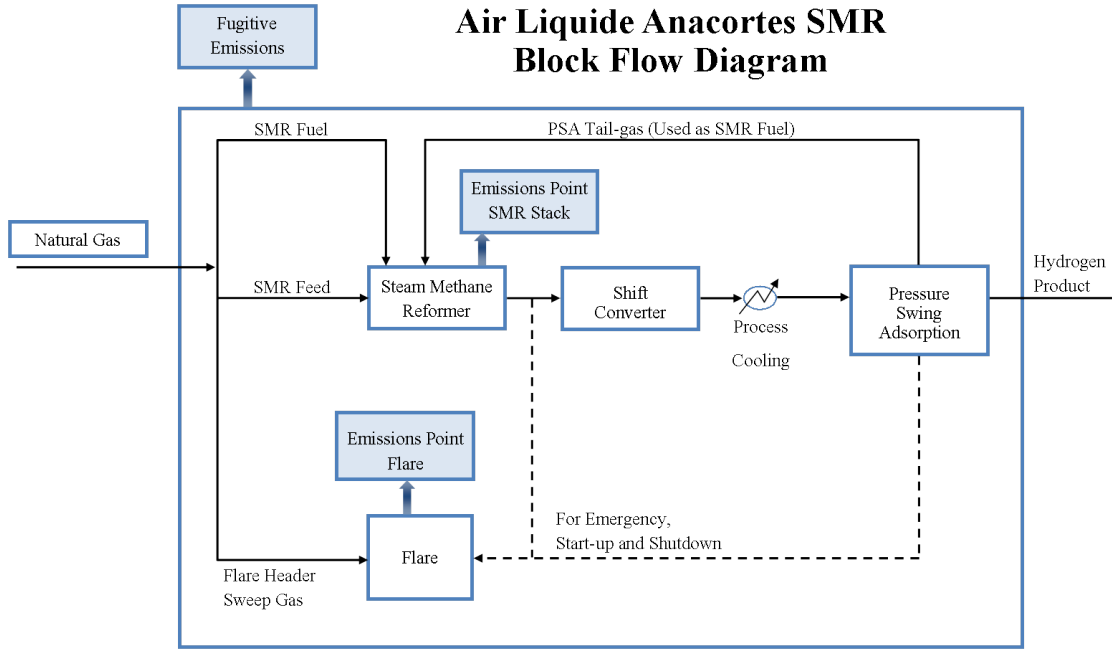 Air Liquide Anacortes SMR
Block Flow Diagram
Fugitive
Emissions
SMR Fuel
PSA Tail-gas (Used as SMR Fuel)
Emissions Point
SMR Stack
Natural Gas
SMR Feed
Steam Methane
Reformer
Shift
Converter
Process
Cooling
Pressure
Swing
Adsorption
Hydrogen
Product
Emissions Point
Flare
For Emergency,
Start-up and Shutdown
Flare
Flare Header
Sweep Gas